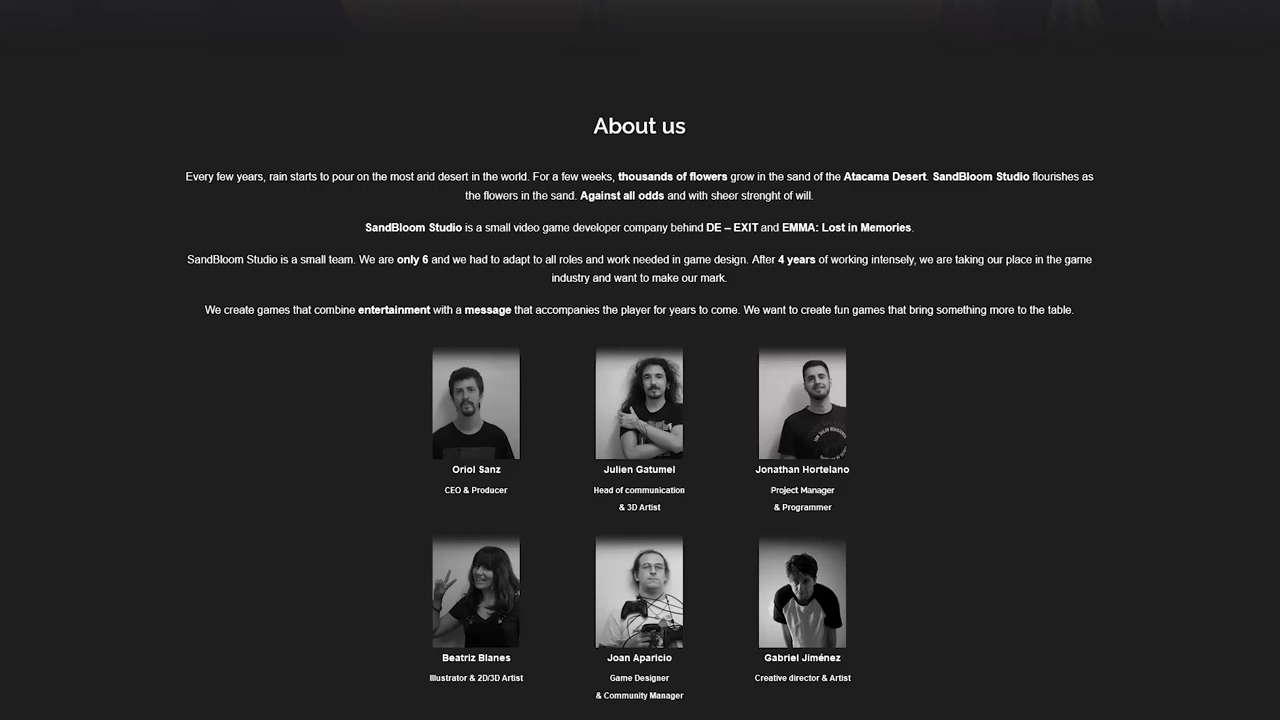 About us
Every few years, rain starts to pour on the most arid desert in the world. For a few weeks, thousands of flowers grow in the sand of the Atacama Desert. SandBloom Studio flourishes as
the flowers in the sand. Against all odds and with sheer strenght of will.
SandBloom Studio is a small video game developer company behind DE – EXIT and EMMA: Lost in Memories.
SandBloom Studio is a small team. We are only 6 and we had to adapt to all roles and work needed in game design. After 4 years of working intensely, we are taking our place in the game
industry and want to make our mark.
We create games that combine entertainment with a message that accompanies the player for years to come. We want to create fun games that bring something more to the table.
Oriol Sanz
CEO & Producer
Julien Gatumel
Head of communication
& 3D Artist
Jonathan Hortelano
Project Manager
& Programmer
Beatriz Blanes
Illustrator & 2D/3D Artist
Joan Aparicio
Game Designer
& Community Manager
Gabriel Jiménez
Creative director & Artist